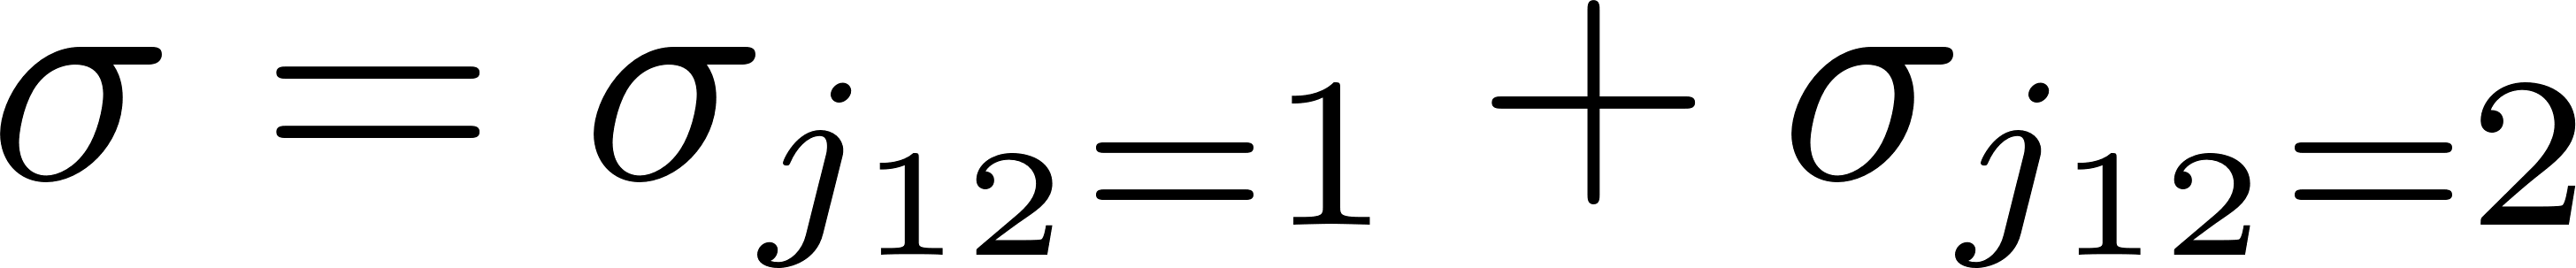 σ = σ_{j_{12}=1} + σ_{j_{12}=2}